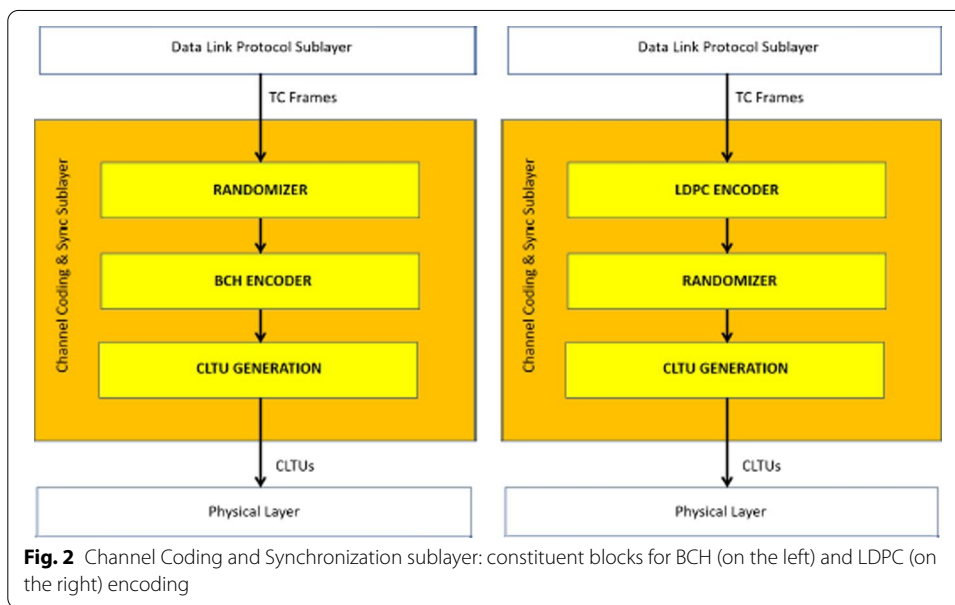 Data Link Protocol Sublayer
TC Frames
Channel Coding & Sync Sublayer
RANDOMIZER
BCH ENCODER
CLTU GENERATION
CLTUs
Physical Layer
Data Link Protocol Sublayer
TC Frames
Channel Coding & Sync Sublayer
LDPC ENCODER
RANDOMIZER
CLTU GENERATION
CLTUs
Physical Layer
Fig. 2 Channel Coding and Synchronization sublayer: constituent blocks for BCH (on the left) and LDPC (on
the right) encoding